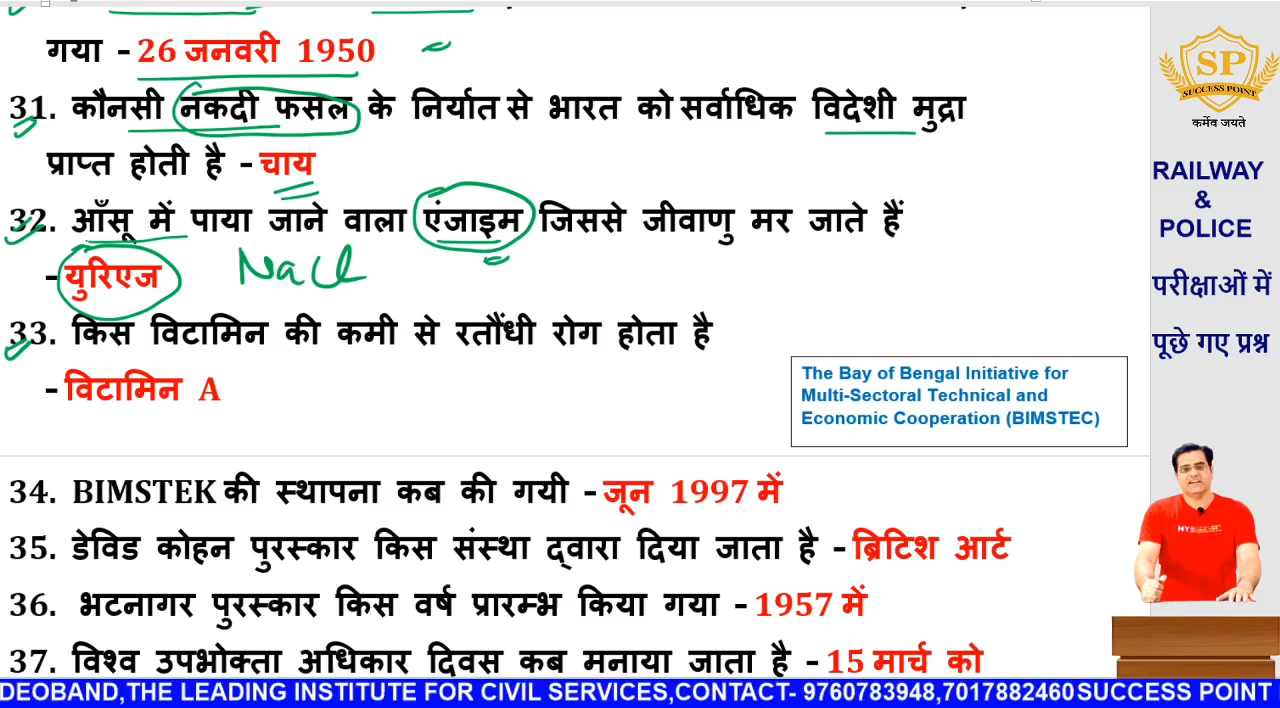 गया - 26 जनवरी 1950
31. कौनसी नकदी फसल के निर्यात से भारत को सर्वाधिक विदेशी मुद्रा
प्राप्त होती है - चाय
32. आँसू में पाया जाने वाला एंजाइम जिससे जीवाणु मर जाते हैं
- युरिएज NaCl
33. किस विटामिन की कमी से रतौंधी रोग होता है
- विटामिन A
The Bay of Bengal Initiative for
Multi-Sectoral Technical and
Economic Cooperation (BIMSTEC)
34. BIMSTEK की स्थापना कब की गयी - जून 1997 में
35. डेविड कोहन पुरस्कार किस संस्था द्वारा दिया जाता है - ब्रिटिश आर्ट
36. भटनागर पुरस्कार किस वर्ष प्रारम्भ किया गया - 1957 में
37. विश्व उपभोक्ता अधिकार दिवस कब मनाया जाता है - 15 मार्च को
SP
SUCCESS POINT
कर्मेव जयते
RAILWAY
&
POLICE
परीक्षाओं में
पूछे गए प्रश्न
DEOBAND,THE LEADING INSTITUTE FOR CIVIL SERVICES,CONTACT- 9760783948,7017882460 SUCCESS POINT